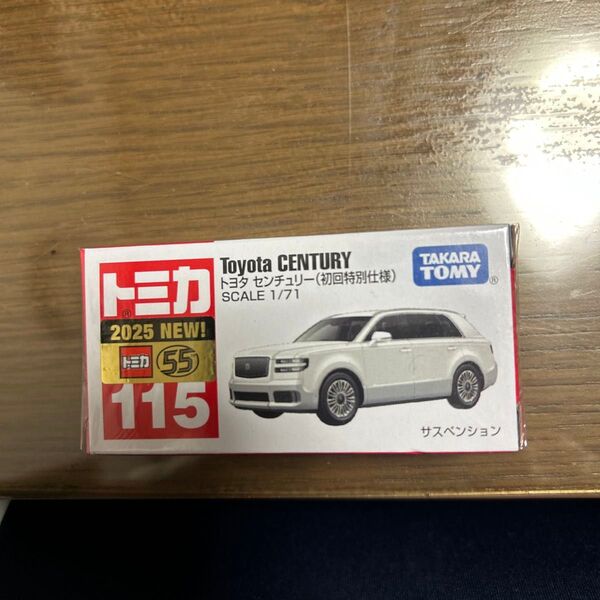 Toyota CENTURY
トヨタ センチュリー(初回特別仕様)
SCALE 1/71
TAKARA
TOMY®
トミカ®
2025 NEW!
トミカ 55
115
サスペンション